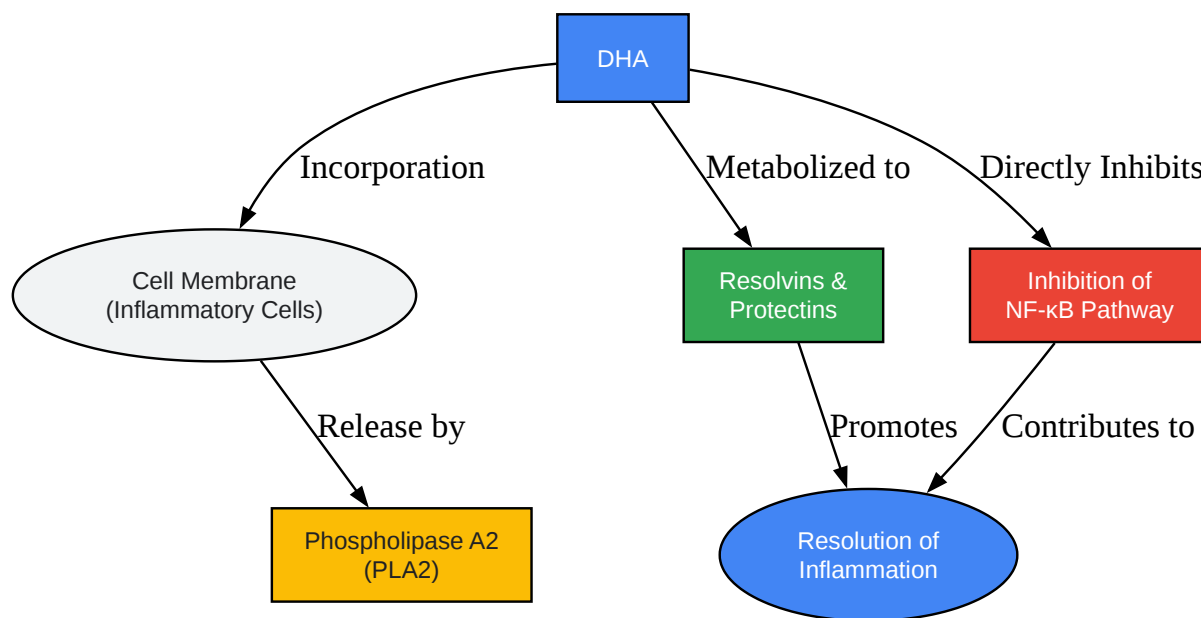 DHA
Incorporation
Metabolized to
Directly Inhibits
Cell Membrane
(Inflammatory Cells)
Resolvins &
Protectins
Inhibition of
NF-κB Pathway
Release by
Promotes
Contributes to
Phospholipase A2
(PLA2)
Resolution of
Inflammation